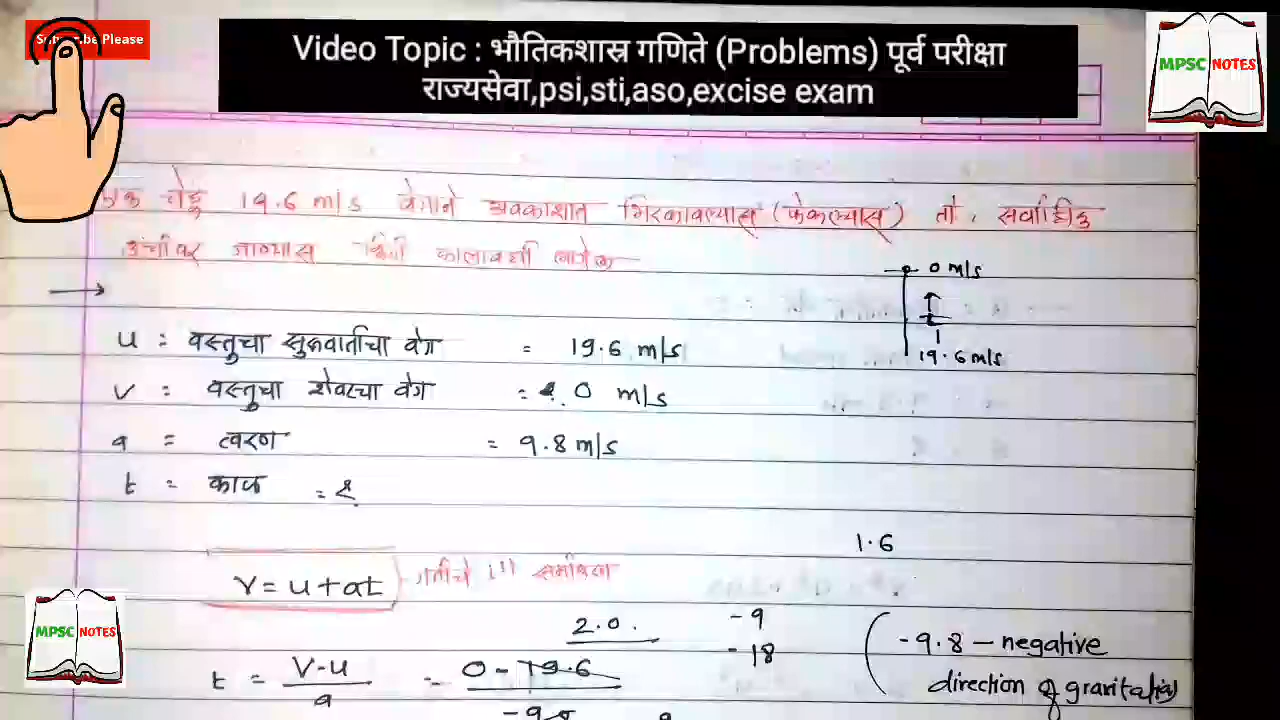 Video Topic : भौतिकशास्र गणिते (Problems) पूर्व परीक्षा
राज्यसेवा,psi,sti,aso,excise exam
MPSC NOTES
Please
चेंडू 19.6 m/s वेगाने अवकाशात भिरकावल्यास (फेकल्यास) तो, सर्वाधिक
उंचीवर जाण्यास किती कालावधी लागेल
0 m/s
19.6 m/s
u : वस्तुचा सुरुवातीचा वेग = 19.6 m/s
v : वस्तुचा शेवटचा वेग = 0 m/s
a = त्वरण = 9.8 m/s
t = काळ = ?
1.6
v = u + at गतीचे समीकरण
2.0.
-9
-18
-9.8 – negative
direction of gravitation
t = v-u / a = 0 - 19.6 / -9.8
MPSC NOTES